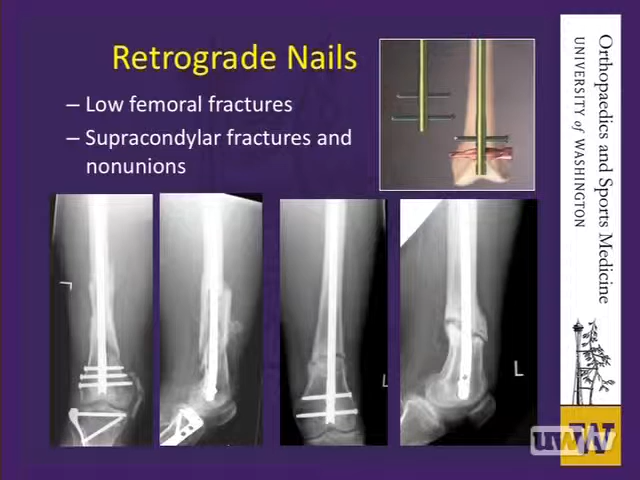 Retrograde Nails
– Low femoral fractures
– Supracondylar fractures and
nonunions
Orthopaedics and Sports Medicine
UNIVERSITY of WASHINGTON
L
L
uwtv
W